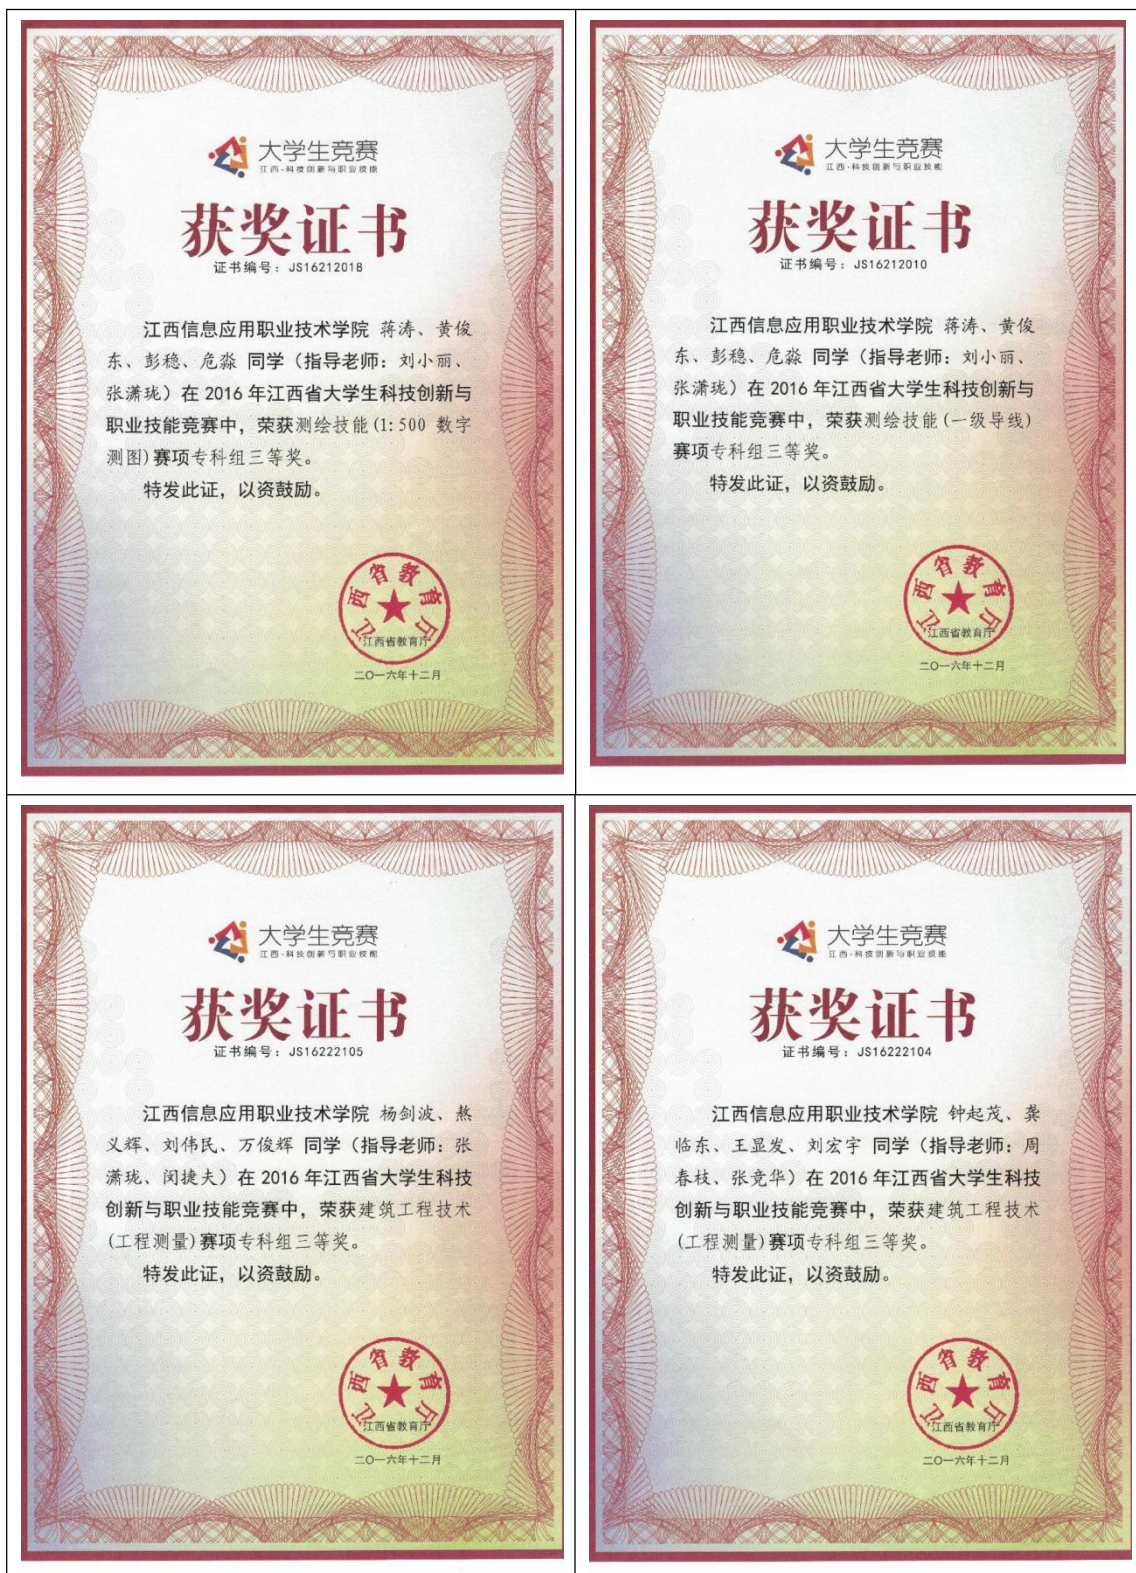 大学生竞赛
江西·科技创新与职业技能
获奖证书
证书编号：JS16212018
江西信息应用职业技术学院 蒋涛、黄俊
东、彭稳、危淼 同学（指导老师：刘小丽、
张潇珑）在 2016 年江西省大学生科技创新与
职业技能竞赛中，荣获测绘技能(1:500 数字
测图)赛项专科组三等奖。
特发此证，以资鼓励。
江西省教育厅
江西省教育厅
二〇一六年十二月
大学生竞赛
江西·科技创新与职业技能
获奖证书
证书编号：JS16212010
江西信息应用职业技术学院 蒋涛、黄俊
东、彭稳、危淼 同学（指导老师：刘小丽、
张潇珑）在 2016 年江西省大学生科技创新与
职业技能竞赛中，荣获测绘技能(一级导线)
赛项专科组三等奖。
特发此证，以资鼓励。
江西省教育厅
江西省教育厅
二〇一六年十二月
大学生竞赛
江西·科技创新与职业技能
获奖证书
证书编号：JS16222105
江西信息应用职业技术学院 杨剑波、熬
义辉、刘伟民、万俊辉 同学（指导老师：张
潇珑、闵捷夫）在 2016 年江西省大学生科技
创新与职业技能竞赛中，荣获建筑工程技术
(工程测量)赛项专科组三等奖。
特发此证，以资鼓励。
江西省教育厅
江西省教育厅
二〇一六年十二月
大学生竞赛
江西·科技创新与职业技能
获奖证书
证书编号：JS16222104
江西信息应用职业技术学院 钟起茂、龚
临东、王显发、刘宏宇 同学（指导老师：周
春枝、张竞华）在 2016 年江西省大学生科技
创新与职业技能竞赛中，荣获建筑工程技术
(工程测量)赛项专科组三等奖。
特发此证，以资鼓励。
江西省教育厅
江西省教育厅
二〇一六年十二月